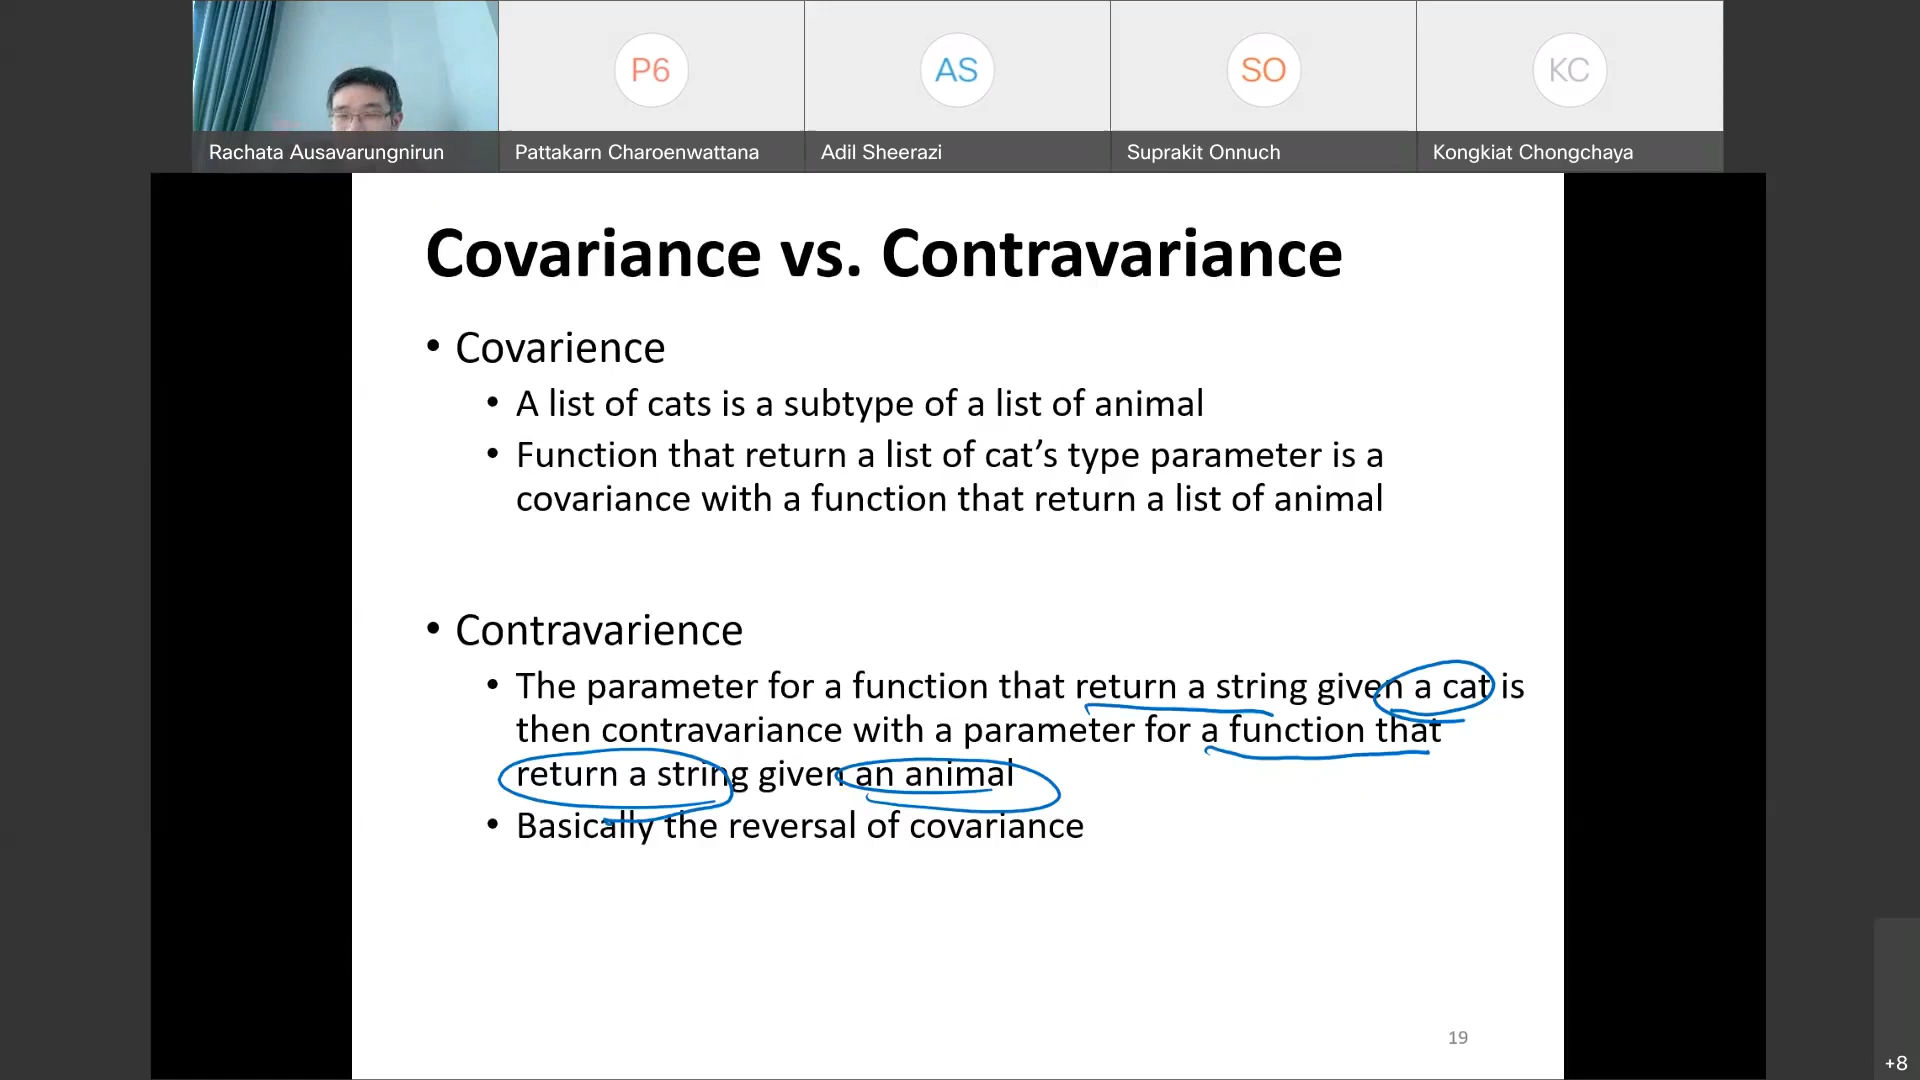 P6
AS
SO
KC
Rachata Ausavarungnirun
Pattakarn Charoenwattana
Adil Sheerazi
Suprakit Onnuch
Kongkiat Chongchaya
Covariance vs. Contravariance
• Covarience
• A list of cats is a subtype of a list of animal
• Function that return a list of cat’s type parameter is a
covariance with a function that return a list of animal
• Contravarience
• The parameter for a function that return a string given a cat is
then contravariance with a parameter for a function that
return a string given an animal
• Basically the reversal of covariance
19
+8